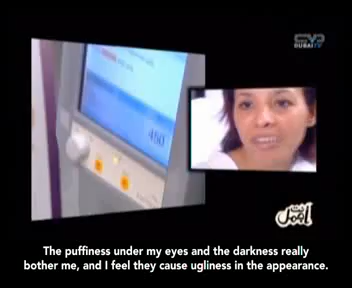 DUBAI TV
450
The puffiness under my eyes and the darkness really
bother me, and I feel they cause ugliness in the appearance.